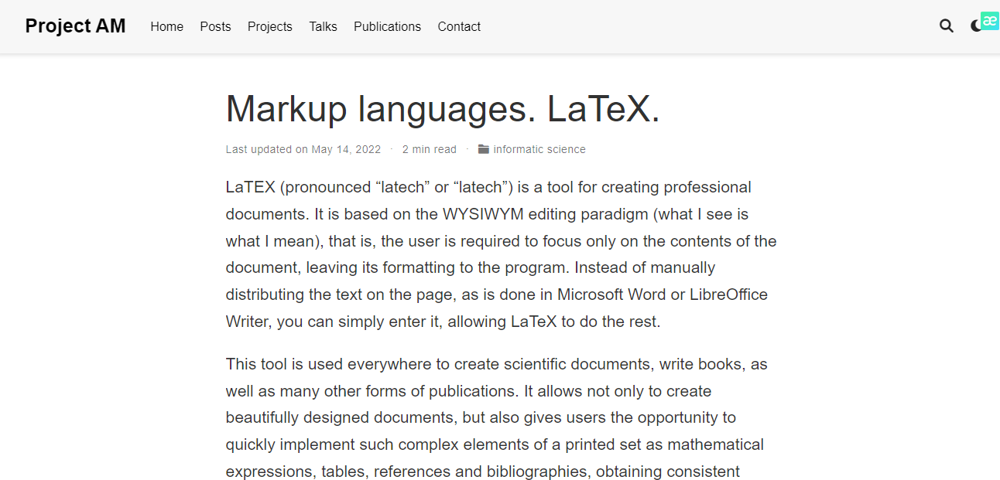 Project AM Home Posts Projects Talks Publications Contact
æ
Markup languages. LaTeX.
Last updated on May 14, 2022 · 2 min read · informatic science
LaTEX (pronounced “latech” or “latech”) is a tool for creating professional
documents. It is based on the WYSIWYM editing paradigm (what I see is
what I mean), that is, the user is required to focus only on the contents of the
document, leaving its formatting to the program. Instead of manually
distributing the text on the page, as is done in Microsoft Word or LibreOffice
Writer, you can simply enter it, allowing LaTeX to do the rest.
This tool is used everywhere to create scientific documents, write books, as
well as many other forms of publications. It allows not only to create
beautifully designed documents, but also gives users the opportunity to
quickly implement such complex elements of a printed set as mathematical
expressions, tables, references and bibliographies, obtaining consistent